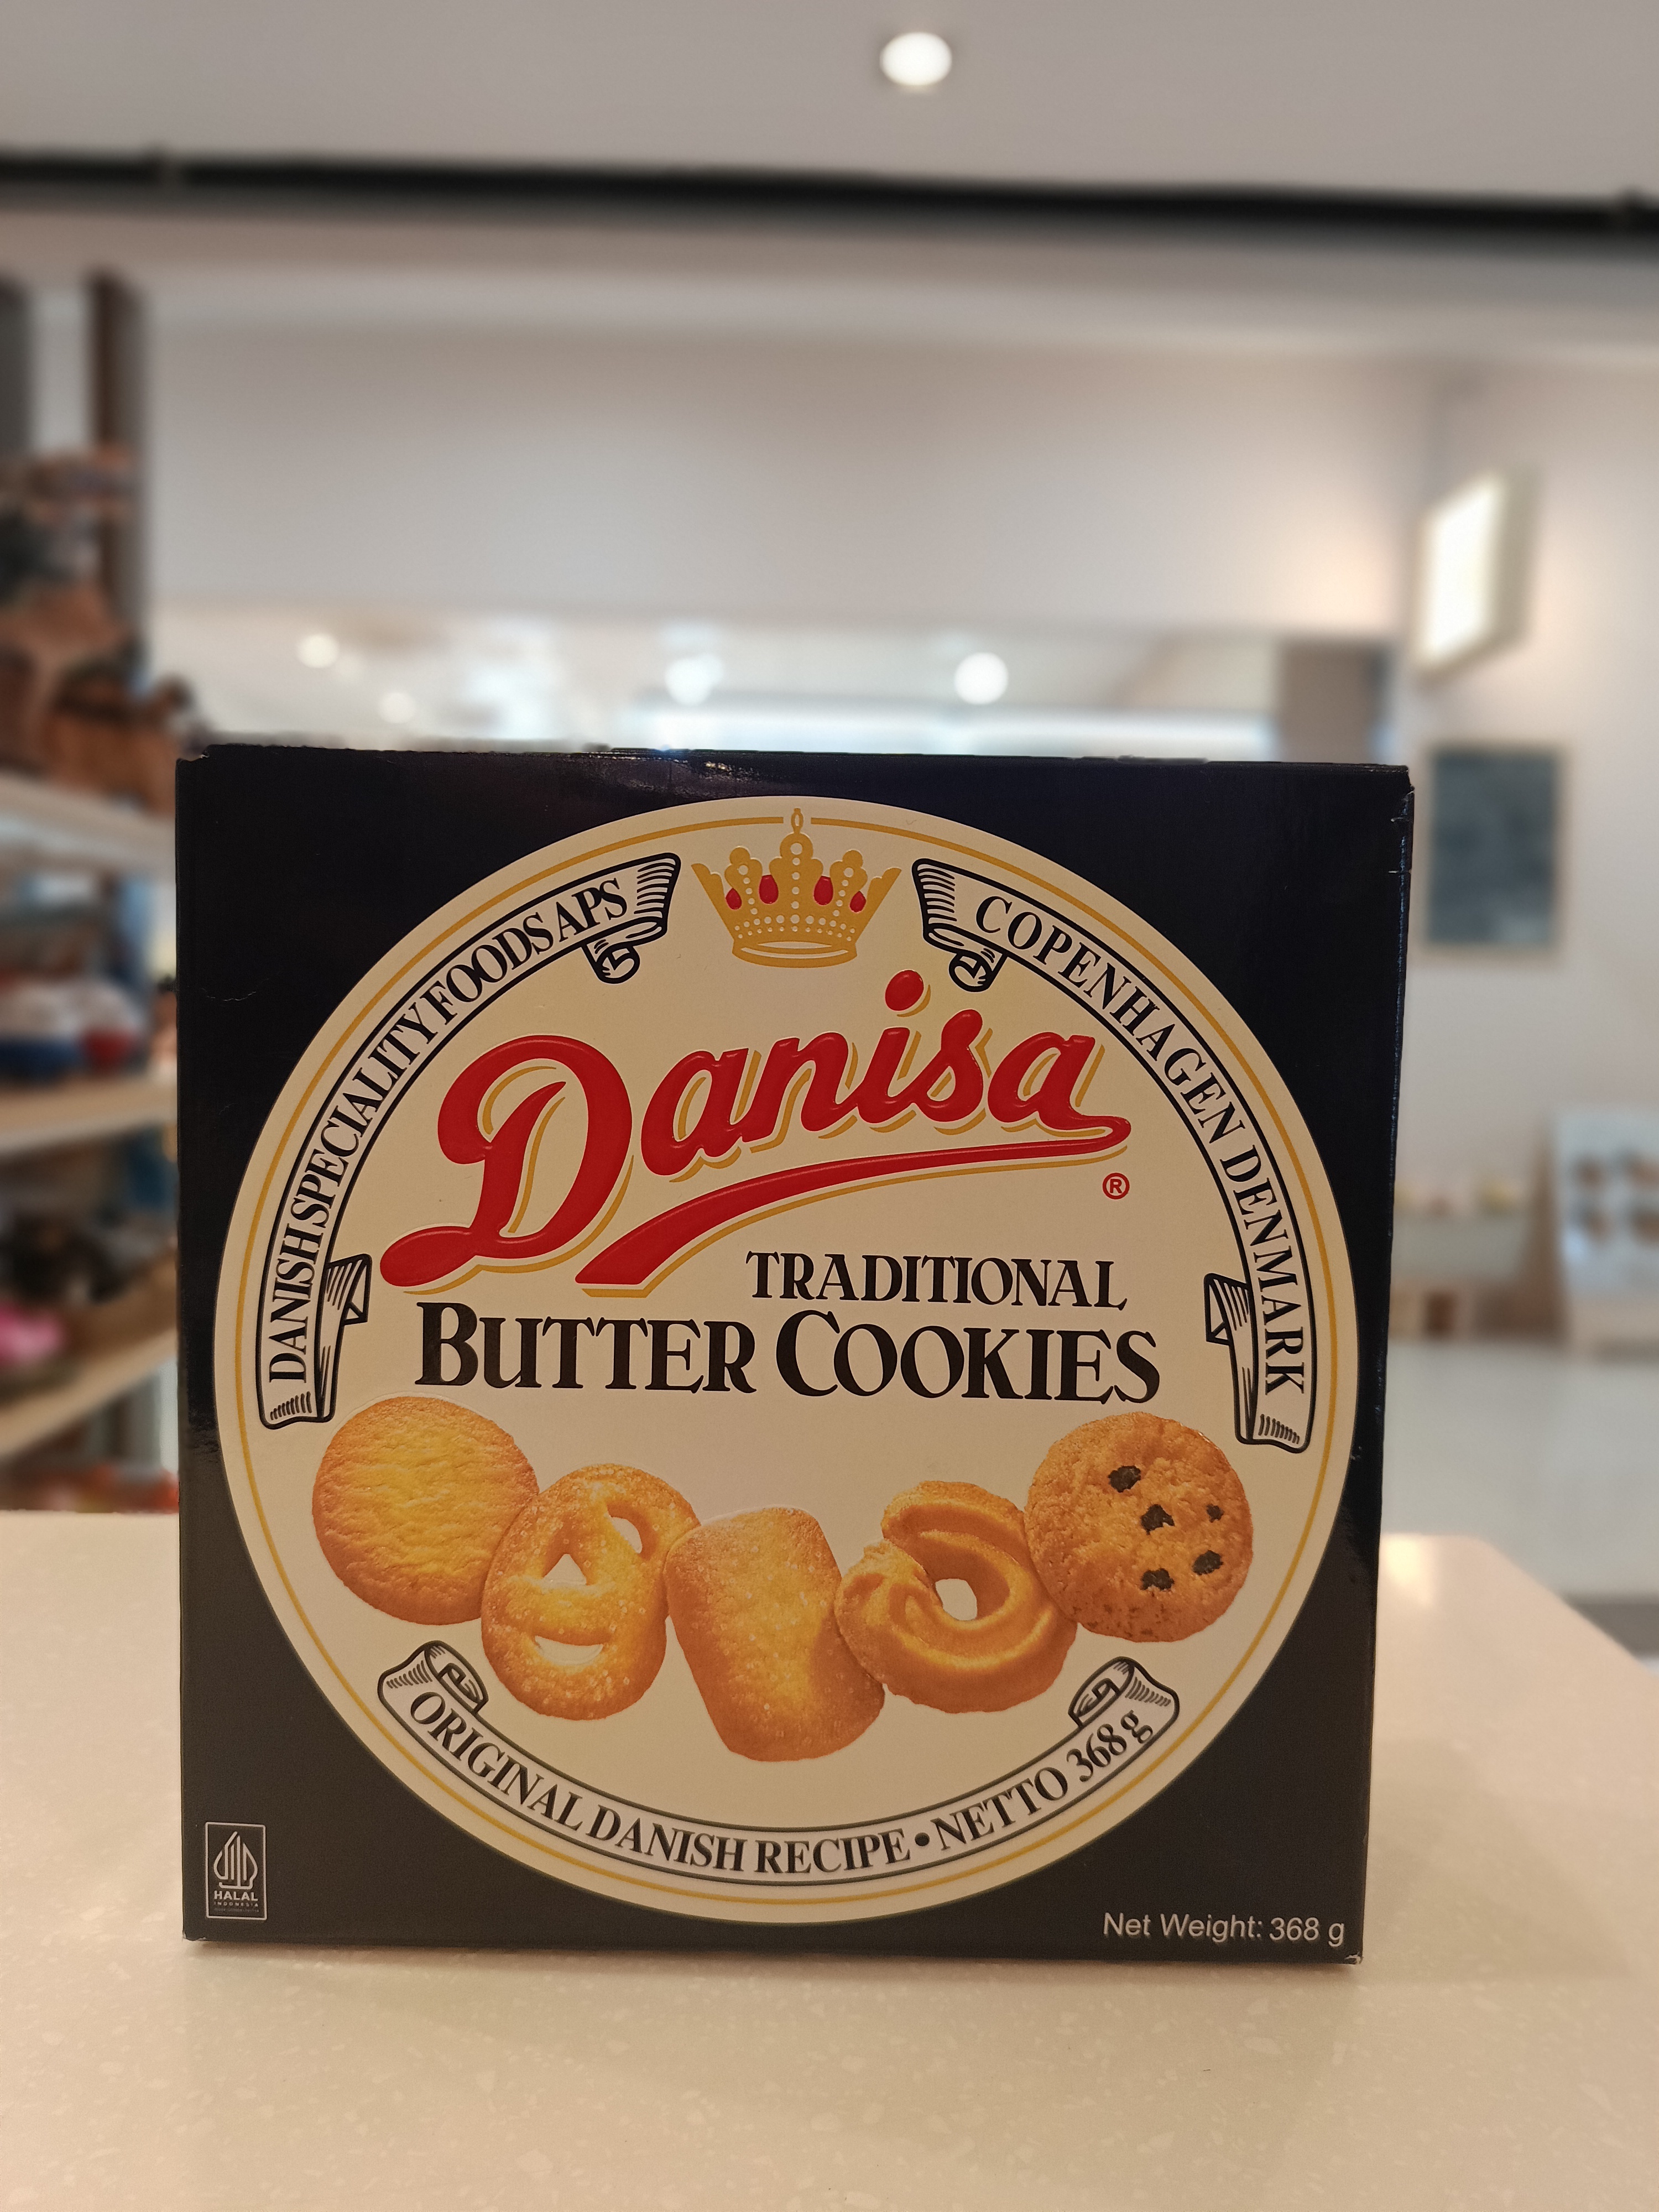 DANISH SPECIALITY FOODS APS
COPENHAGEN DENMARK
Danisa
®
TRADITIONAL
BUTTER COOKIES
ORIGINAL DANISH RECIPE • NETTO 368 g
HALAL
INDONESIA
Net Weight: 368 g